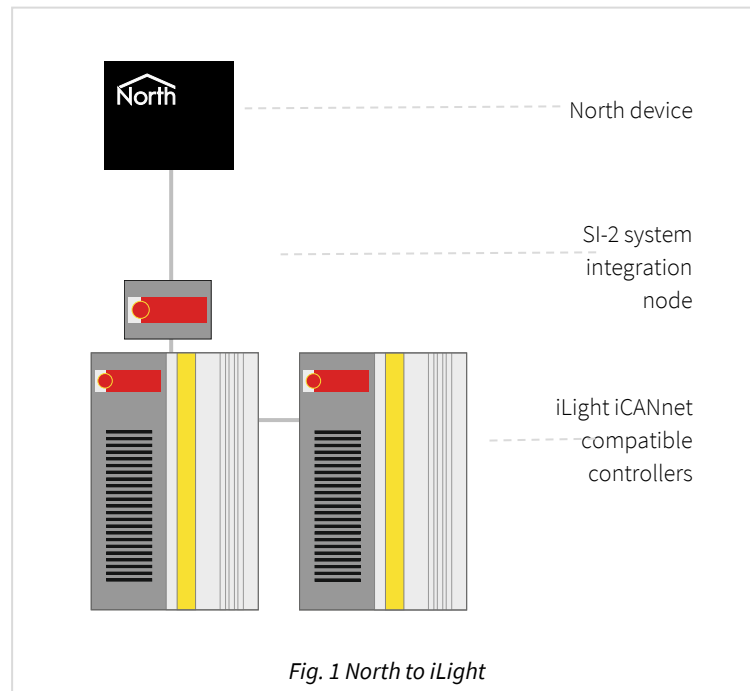 North
North device
SI-2 system
integration
node
iLight iCANnet
compatible
controllers
Fig. 1 North to iLight